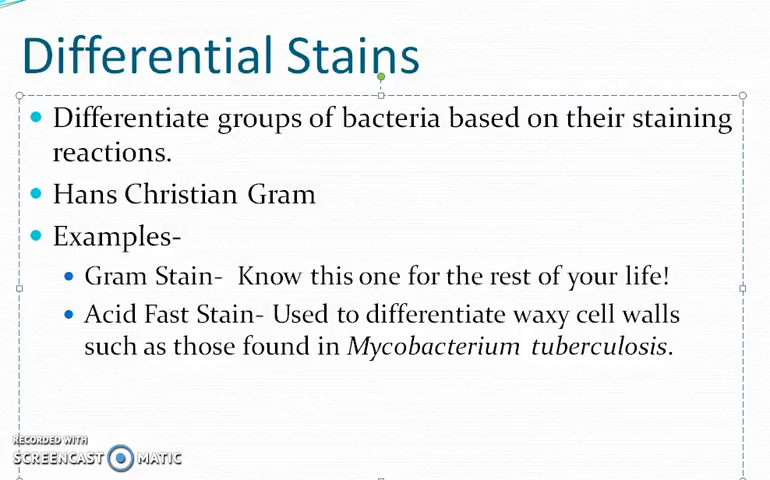 Differential Stains
Differentiate groups of bacteria based on their staining
reactions.
Hans Christian Gram
Examples-
Gram Stain- Know this one for the rest of your life!
Acid Fast Stain- Used to differentiate waxy cell walls
such as those found in Mycobacterium tuberculosis.
RECORDED WITH
SCREENCAST MATIC